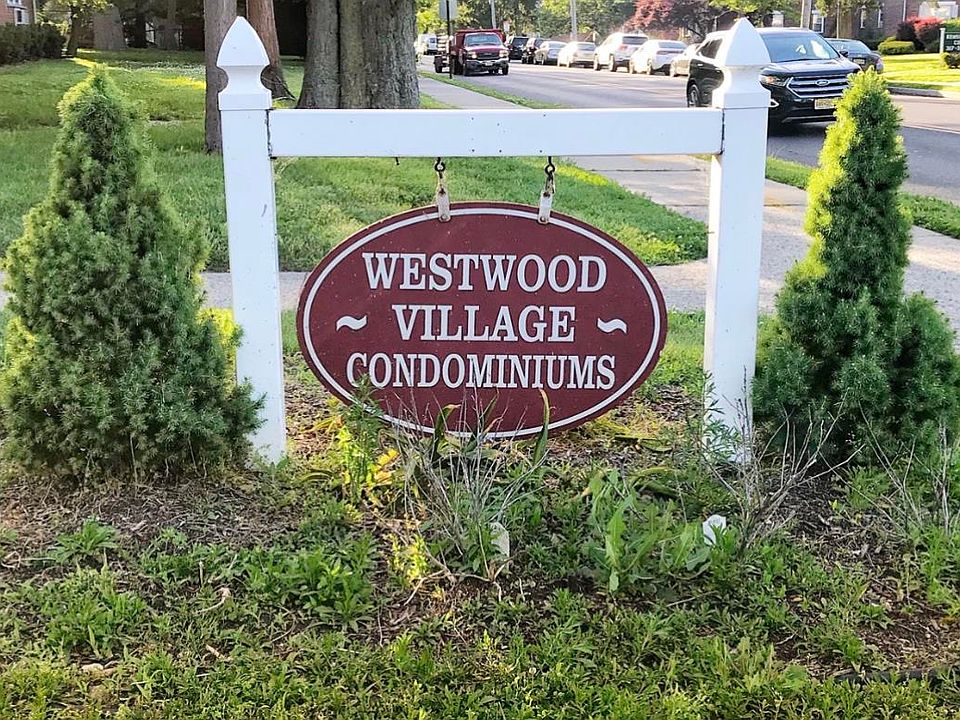 WESTWOOD
~ VILLAGE ~
CONDOMINIUMS